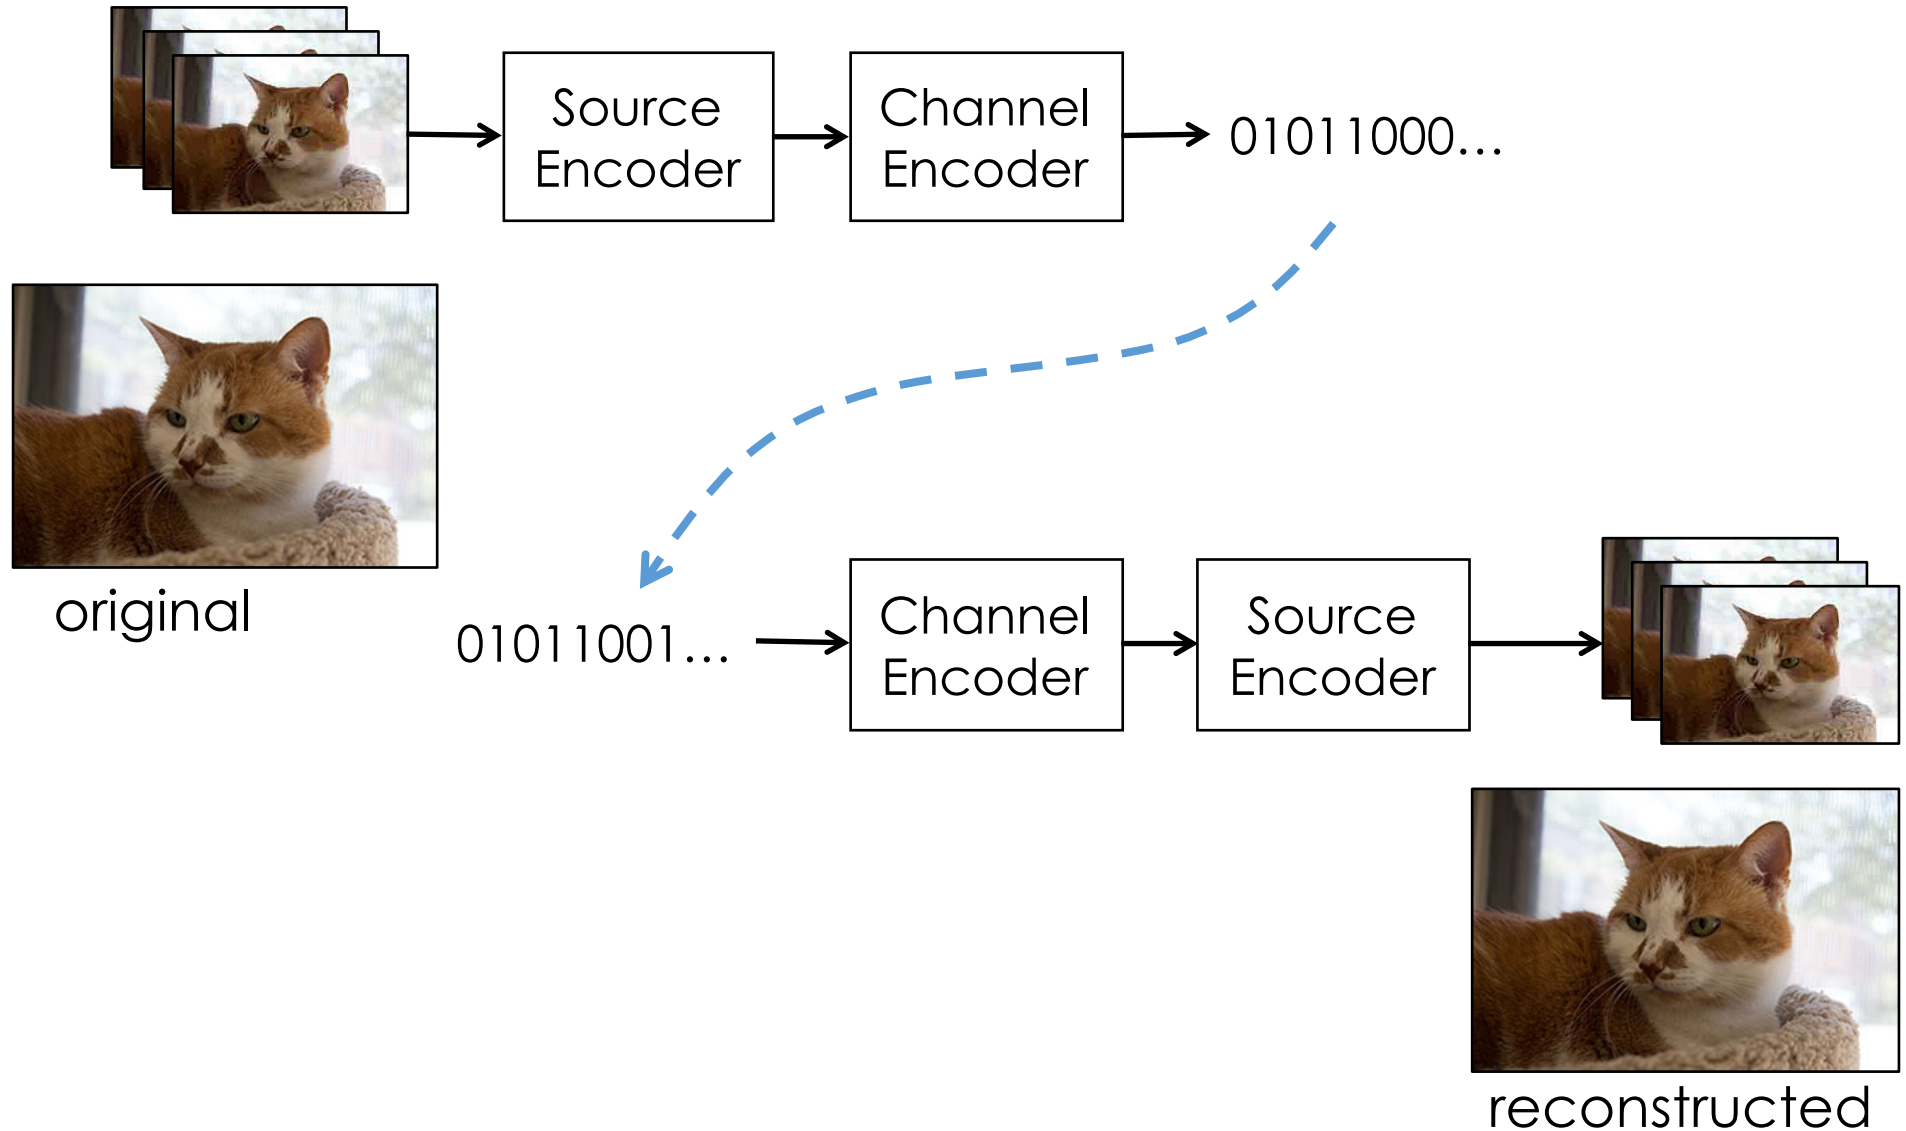 Source
Encoder
Channel
Encoder
01011000...
original
01011001...
Channel
Encoder
Source
Encoder
reconstructed